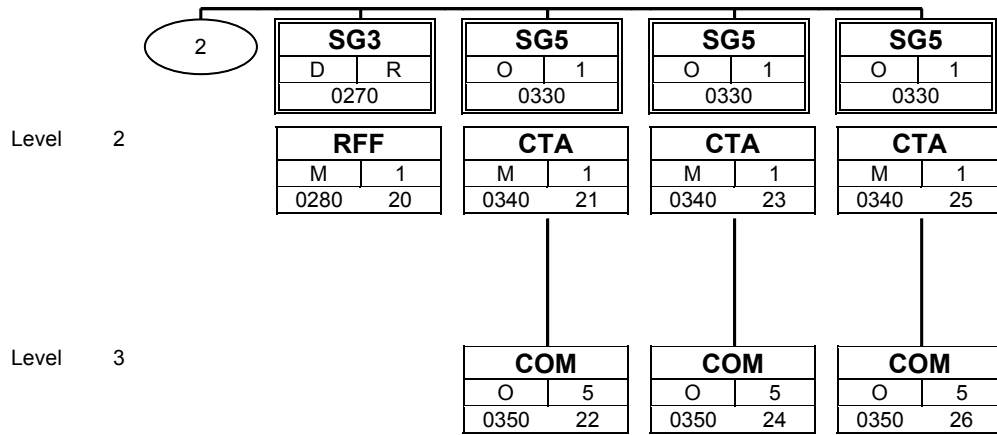 2
SG3 SG5 SG5 SG5
D R O 1 O 1 O 1
0270 0330 0330 0330
Level 2 RFF CTA CTA CTA
M 1 M 1 M 1 M 1
0280 20 0340 21 0340 23 0340 25
Level 3 COM COM COM
O 5 O 5 O 5
0350 22 0350 24 0350 26